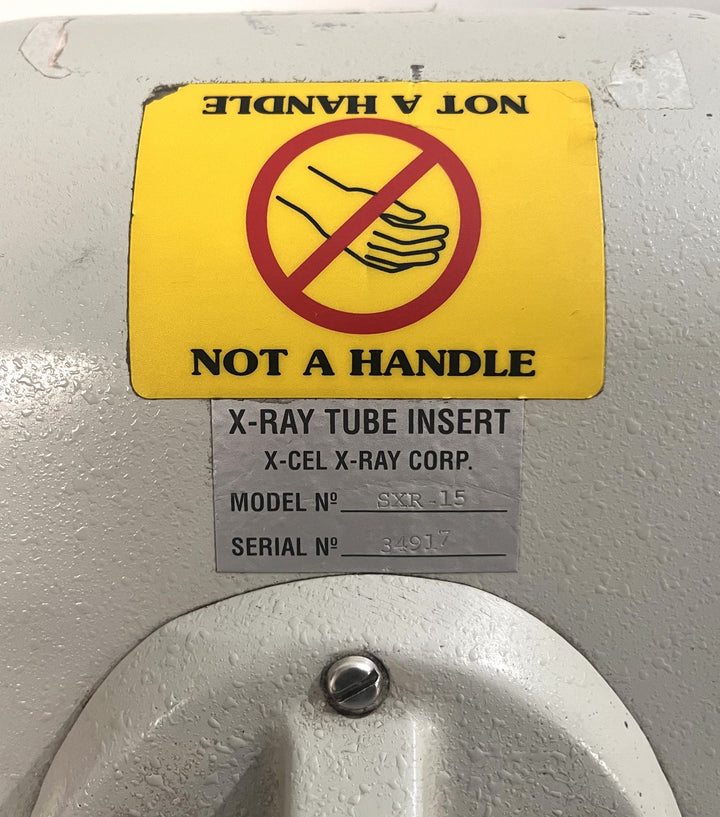 NOT A HANDLE
NOT A HANDLE
X-RAY TUBE INSERT
X-CEL X-RAY CORP.
MODEL Nº SXR-15
SERIAL Nº 34917